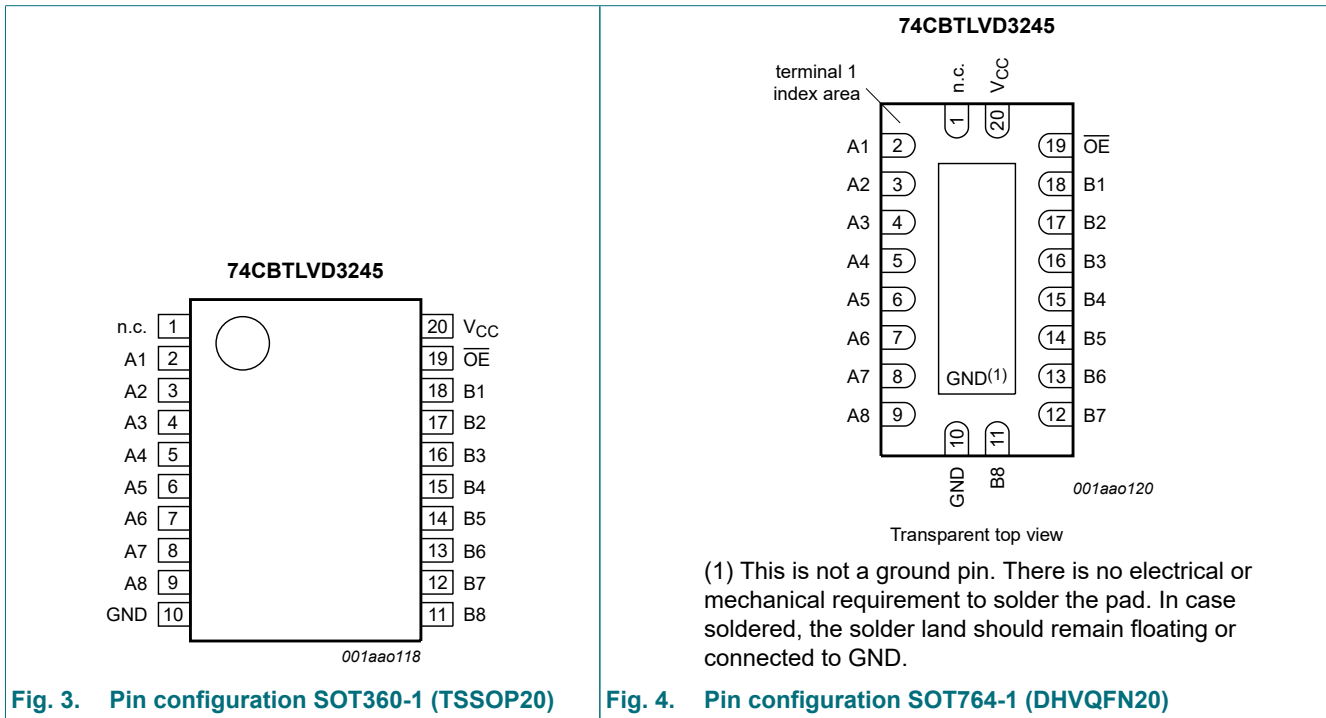 74CBTLVD3245
n.c. 1 20 VCC
A1 2 19 OE
A2 3 18 B1
A3 4 17 B2
A4 5 16 B3
A5 6 15 B4
A6 7 14 B5
A7 8 13 B6
A8 9 12 B7
GND 10 11 B8
001aao118
Fig. 3. Pin configuration SOT360-1 (TSSOP20)
74CBTLVD3245
terminal 1
index area
n.c. VCC
1 20
A1 2 19 OE
A2 3 18 B1
A3 4 17 B2
A4 5 16 B3
A5 6 15 B4
A6 7 14 B5
A7 8 GND(1) 13 B6
A8 9 12 B7
10 11
GND B8
001aao120
Transparent top view
(1) This is not a ground pin. There is no electrical or
mechanical requirement to solder the pad. In case
soldered, the solder land should remain floating or
connected to GND.
Fig. 4. Pin configuration SOT764-1 (DHVQFN20)